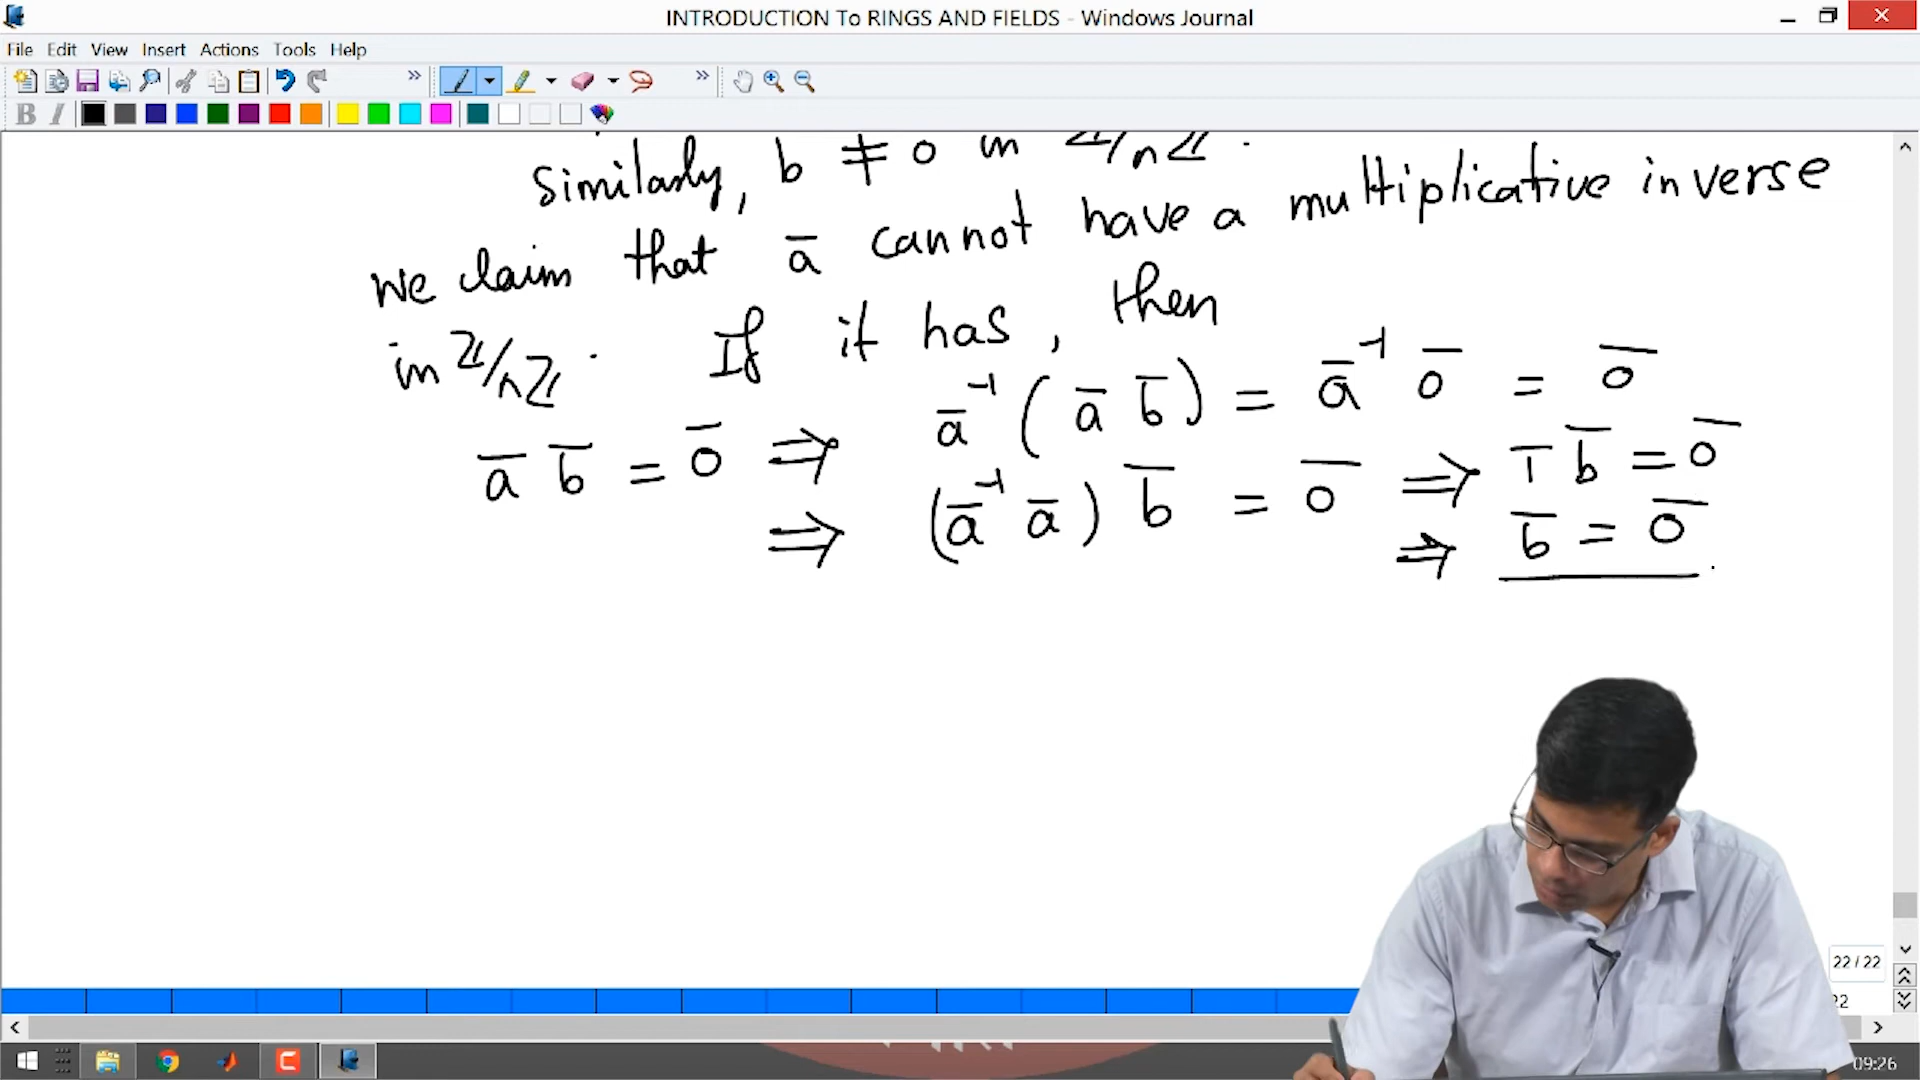 INTRODUCTION To RINGS AND FIELDS - Windows Journal
File Edit View Insert Actions Tools Help
B I
Similarly, b ≠ 0 in ℤ/nℤ.
We claim that a̅ cannot have a multiplicative inverse
in ℤ/nℤ. If it has, then
a̅ b̅ = 0̅ ⇒ a̅⁻¹ ( a̅ b̅ ) = a̅⁻¹ 0̅ = 0̅
⇒ (a̅⁻¹ a̅) b̅ = 0̅ ⇒ 1̅ b̅ = 0̅
⇒ b̅ = 0̅.
22 / 22
22
09:26